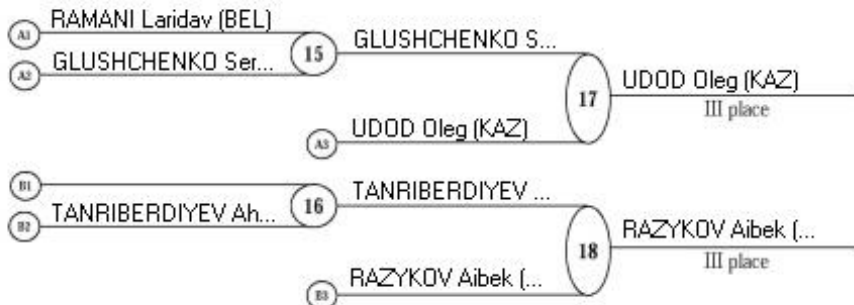 A1 RAMANI Laridav (BEL)
A2 GLUSHCHENKO Ser...
15 GLUSHCHENKO S...
A3 UDOD Oleg (KAZ)
17 UDOD Oleg (KAZ)
III place
B1
B2 TANRIBERDIYEV Ah...
16 TANRIBERDIYEV ...
B3 RAZYKOV Aibek (...
18 RAZYKOV Aibek (...
III place